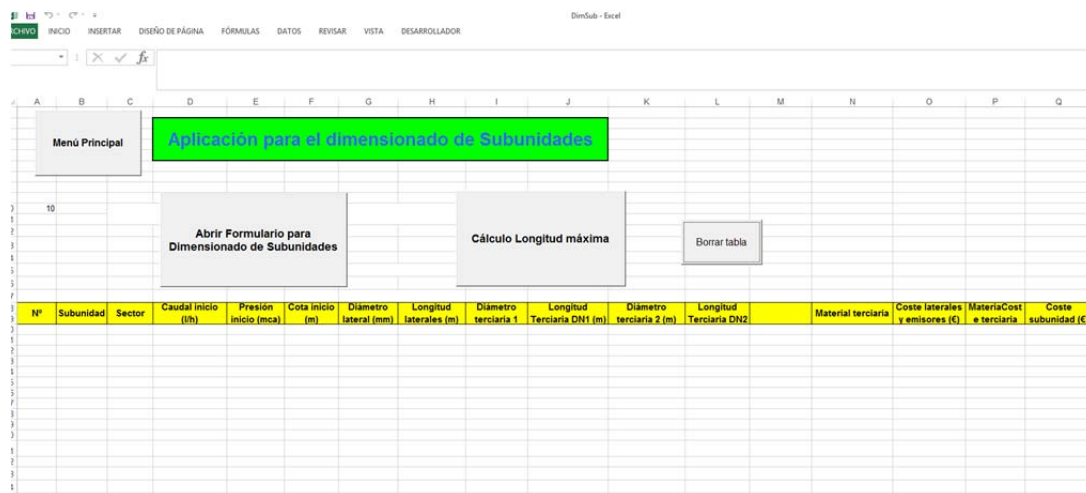 DimSub - Excel
INICIO INSERTAR DISEÑO DE PÁGINA FÓRMULAS DATOS REVISAR VISTA DESARROLLADOR
fx
A B C D E F G H I J K L M N O P Q
Menú Principal
Aplicación para el dimensionado de Subunidades
10
Abrir Formulario para
Dimensionado de Subunidades
Cálculo Longitud máxima
Borrar tabla
Nº Subunidad Sector Caudal inicio Presión Cota inicio Diámetro Longitud Diámetro Longitud Diámetro Longitud Material terciaria Coste laterales MateriaCost Coste
(l/h) inicio (mca) (m) lateral (mm) laterales (m) terciaria 1 Terciaria DN1 (m) terciaria 2 (m) Terciaria DN2 y emisores (€) e terciaria subunidad (€